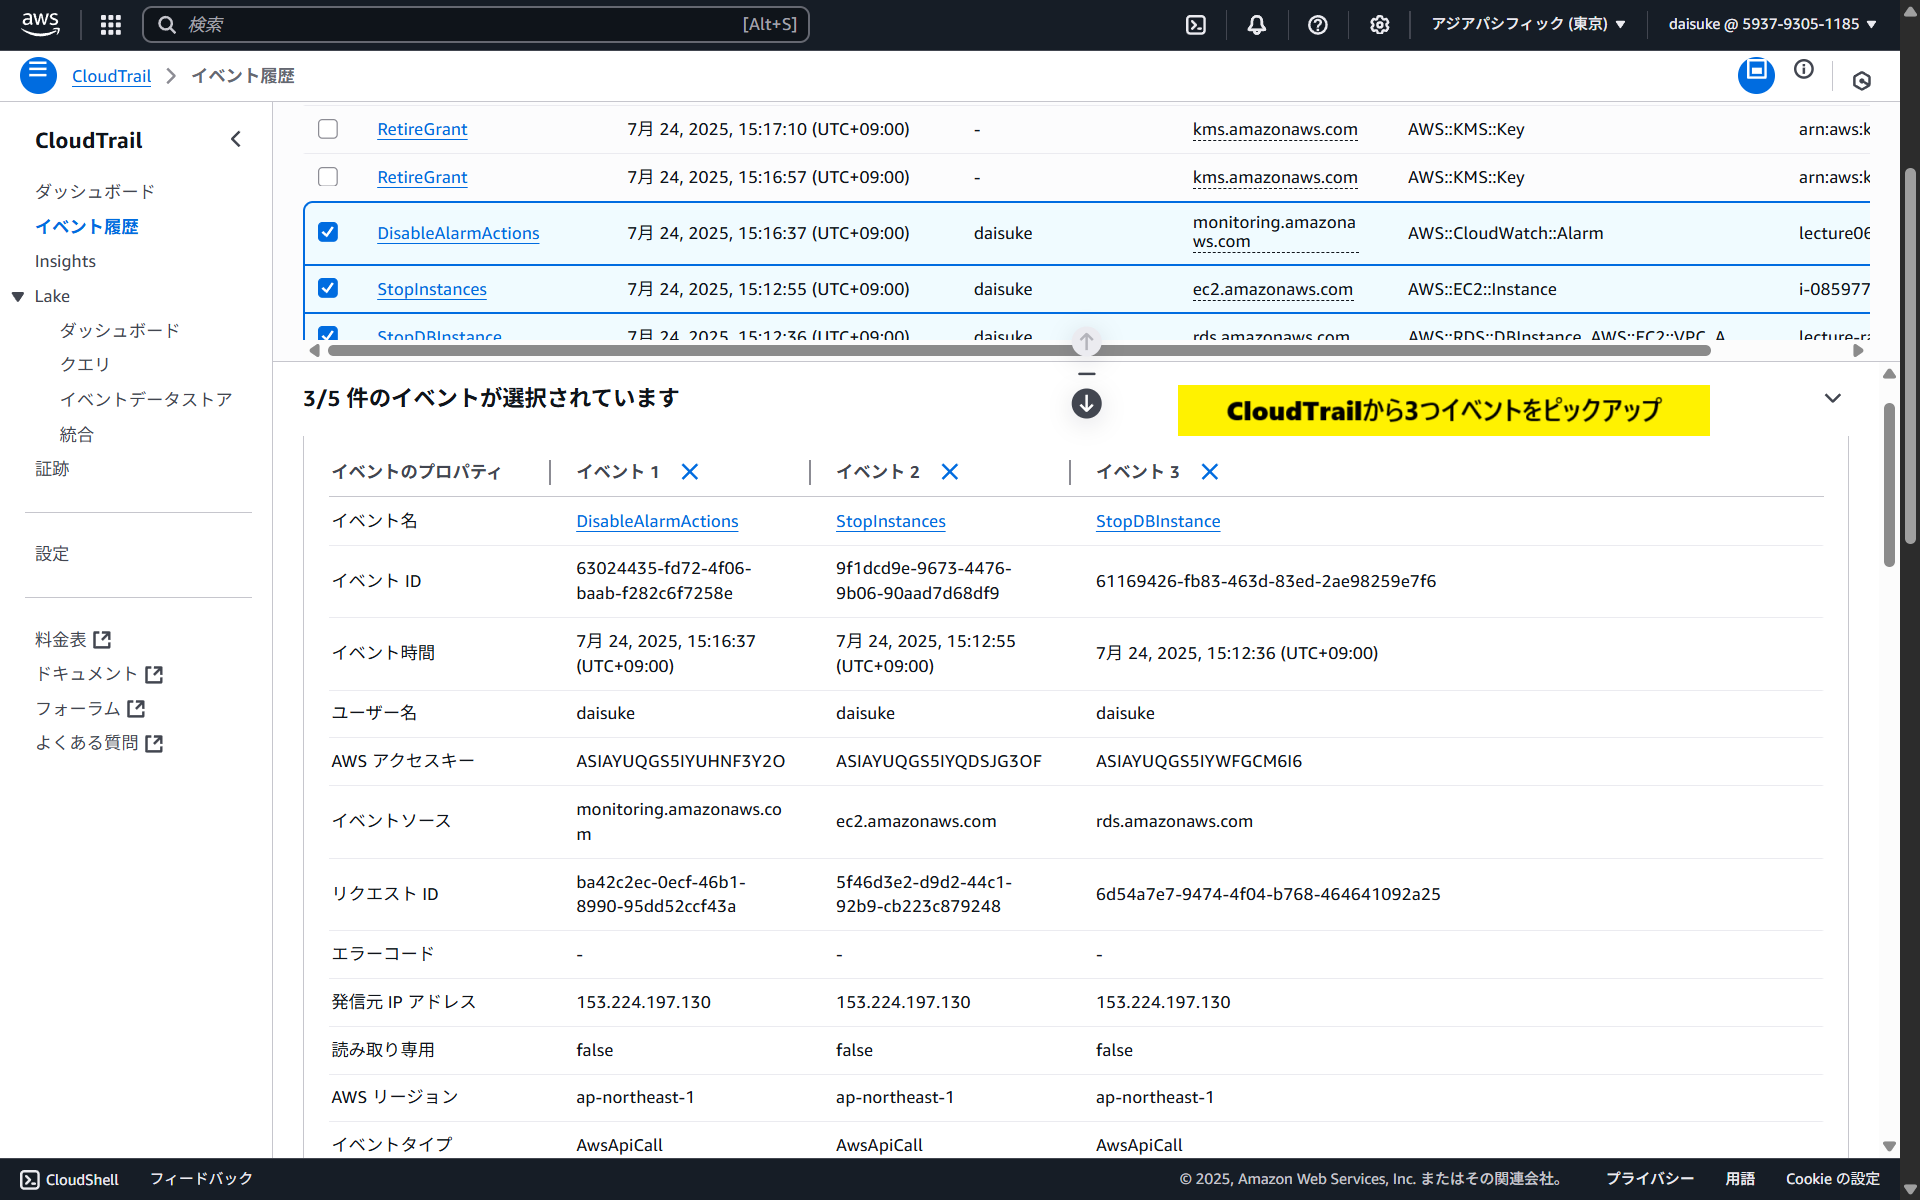 aws
検索
[Alt+S]
アジアパシフィック (東京)
daisuke @ 5937-9305-1185
CloudTrail
イベント履歴
CloudTrail
ダッシュボード
イベント履歴
Insights
Lake
ダッシュボード
クエリ
イベントデータストア
統合
証跡
設定
料金表
ドキュメント
フォーラム
よくある質問
RetireGrant 7月 24, 2025, 15:17:10 (UTC+09:00) - kms.amazonaws.com AWS::KMS::Key arn:aws:k
RetireGrant 7月 24, 2025, 15:16:57 (UTC+09:00) - kms.amazonaws.com AWS::KMS::Key arn:aws:k
DisableAlarmActions 7月 24, 2025, 15:16:37 (UTC+09:00) daisuke monitoring.amazona
ws.com AWS::CloudWatch::Alarm lecture06
StopInstances 7月 24, 2025, 15:12:55 (UTC+09:00) daisuke ec2.amazonaws.com AWS::EC2::Instance i-085977
StopDBInstance 7月 24, 2025, 15:12:36 (UTC+09:00) daisuke rds.amazonaws.com AWS::RDS::DBInstance, AWS::EC2::VPC, A lecture-ra
3/5 件のイベントが選択されています
CloudTrailから3つイベントをピックアップ
イベントのプロパティ イベント 1 イベント 2 イベント 3
イベント名 DisableAlarmActions StopInstances StopDBInstance
イベント ID 63024435-fd72-4f06-
baab-f282c6f7258e 9f1dcd9e-9673-4476-
9b06-90aad7d68df9 61169426-fb83-463d-83ed-2ae98259e7f6
イベント時間 7月 24, 2025, 15:16:37
(UTC+09:00) 7月 24, 2025, 15:12:55
(UTC+09:00) 7月 24, 2025, 15:12:36 (UTC+09:00)
ユーザー名 daisuke daisuke daisuke
AWS アクセスキー ASIAYUQGS5IYUHNF3Y2O ASIAYUQGS5IYQDSJG3OF ASIAYUQGS5IYWFGCM6I6
イベントソース monitoring.amazonaws.co
m ec2.amazonaws.com rds.amazonaws.com
リクエスト ID ba42c2ec-0ecf-46b1-
8990-95dd52ccf43a 5f46d3e2-d9d2-44c1-
92b9-cb223c879248 6d54a7e7-9474-4f04-b768-464641092a25
エラーコード - - -
発信元 IP アドレス 153.224.197.130 153.224.197.130 153.224.197.130
読み取り専用 false false false
AWS リージョン ap-northeast-1 ap-northeast-1 ap-northeast-1
イベントタイプ AwsApiCall AwsApiCall AwsApiCall
CloudShell フィードバック © 2025, Amazon Web Services, Inc. またはその関連会社。 プライバシー 用語 Cookie の設定